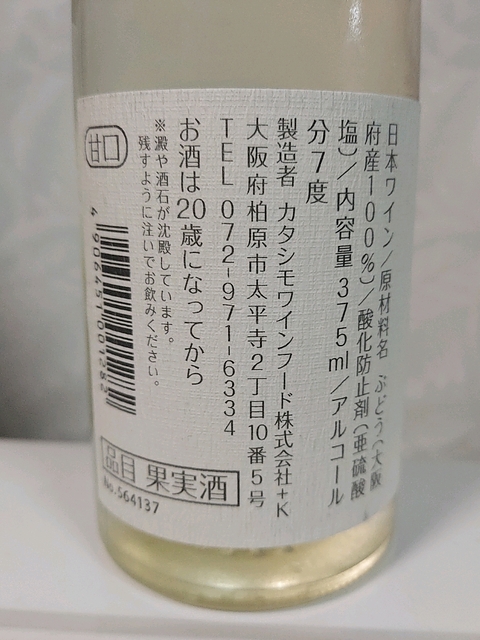 日本ワイン/原材料名 ぶどう(大阪
府産100%)/酸化防止剤(亜硫酸
塩)/内容量 375ml/アルコール
分7度
製造者 カタシモワインフード株式会社+K
大阪府柏原市太平寺2丁目10番5号
TEL 072-971-6334
お酒は20歳になってから
※澱や酒石が沈殿しています。
残すように注いでお飲みください。
甘口
4 906451 001282
品目 果実酒
No.564137